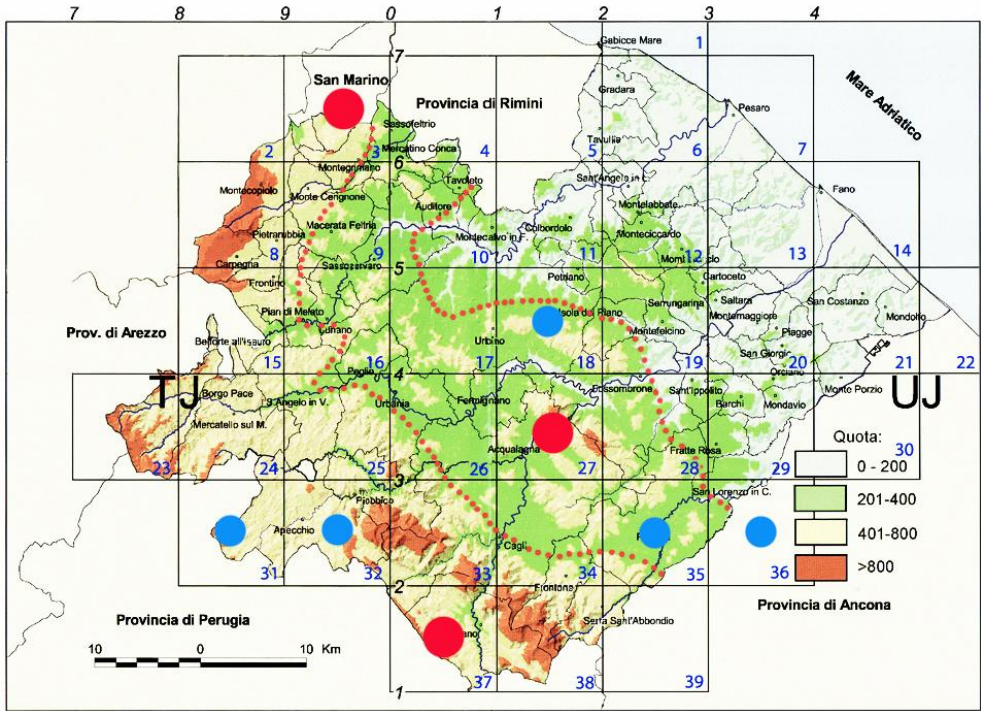 7 8 9 0 1 2 3 4
7
1
Gabicce Mare
Gradara
San Marino
Provincia di Rimini
Pesaro
Mare Adriatico
Sassofeltrio
Tavullia
Mercatino Conca
2 3 4 5 6 7
6
Montegrimano
Tavoleto
Sant'Angelo in L.
Fano
Montecopiolo
Monte Cerignone
Auditore
Montelabbate
Macerata Feltria
Colbordolo
Pietrarubbia
Montecalvo in F.
Monteciccardo
8 9 10 11 12 13 14
Carpegna
Sassocorvaro
5
Petriano
Cartoceto
Frontino
Serrungarina
Saltara
San Costanzo
Pian di Meleto
Montemaggiore
Mondolfo
Prov. di Arezzo
Montefelcino
Piagge
Belforte all'Isauro
Urbino
San Giorgio
15 16 17 18 19 20 21 22
Peglio
4
Orciano
TJ
Borgo Pace
S.Angelo in V.
Urbania
Fermignano
Fossombrone
Sant'Ippolito
Monte Porzio
UJ
Barchi
Mondavio
Mercatello sul M.
Acqualagna
Fratte Rosa
Quota:
23 24 25 26 27 28 29 30
0 - 200
3
San Lorenzo in C.
201-400
Piobbico
Apecchio
Cagli
401-800
31 32 33 34 35 36
>800
2
Frontone
Provincia di Ancona
Provincia di Perugia
Serra Sant'Abbondio
10 0 10 Km
37 38 39
1